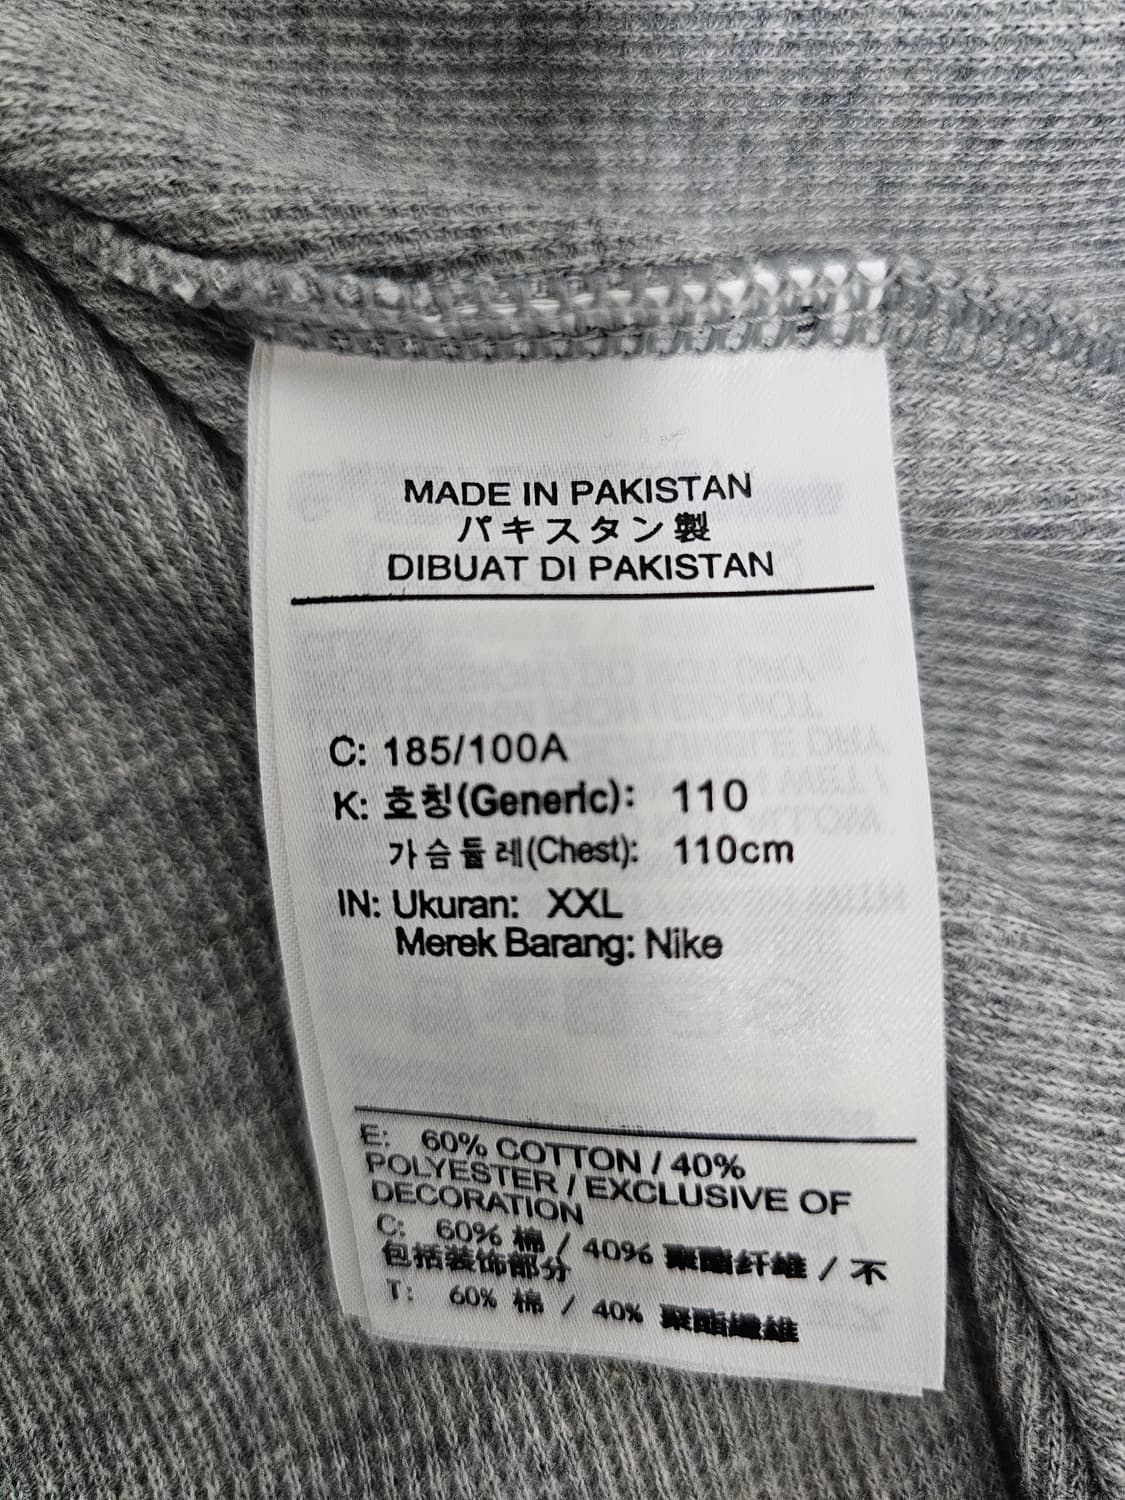 MADE IN PAKISTAN
パキスタン製
DIBUAT DI PAKISTAN
C: 185/100A
K: 호칭(Generic): 110
가슴둘레(Chest): 110cm
IN: Ukuran: XXL
Merek Barang: Nike
E: 60% COTTON / 40%
POLYESTER / EXCLUSIVE OF
DECORATION
C: 60% 棉 / 40% 聚酯纤维 / 不
包括装饰部分
T: 60% 棉 / 40% 聚酯纖維